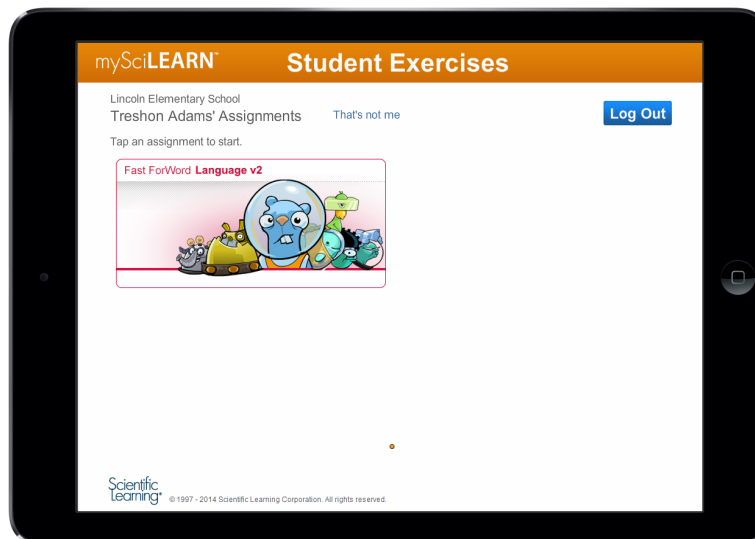 mySciLEARN™ Student Exercises
Lincoln Elementary School
Treshon Adams' Assignments That's not me Log Out
Tap an assignment to start.
Fast ForWord Language v2
Scientific Learning® © 1997 - 2014 Scientific Learning Corporation. All rights reserved.